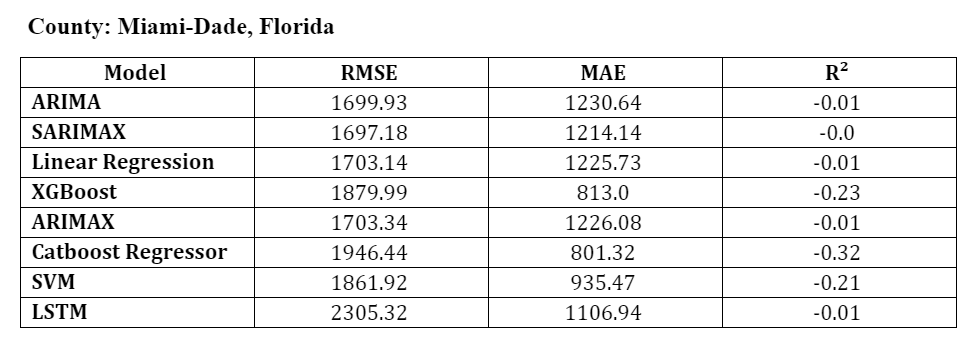 County: Miami-Dade, Florida
Model RMSE MAE R²
ARIMA 1699.93 1230.64 -0.01
SARIMAX 1697.18 1214.14 -0.0
Linear Regression 1703.14 1225.73 -0.01
XGBoost 1879.99 813.0 -0.23
ARIMAX 1703.34 1226.08 -0.01
Catboost Regressor 1946.44 801.32 -0.32
SVM 1861.92 935.47 -0.21
LSTM 2305.32 1106.94 -0.01